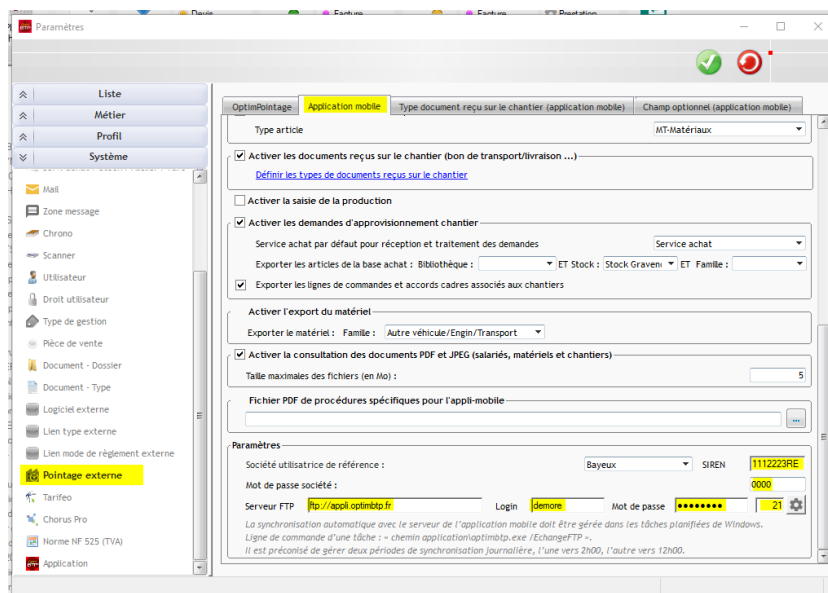 Devis
Facture
Facture
Prestation
Paramètres
Liste
Métier
Profil
Système
Mail
Zone message
Chrono
Scanner
Utilisateur
Droit utilisateur
Type de gestion
Pièce de vente
Document - Dossier
Document - Type
Logiciel externe
Lien type externe
Lien mode de règlement externe
Pointage externe
Tarifeo
Chorus Pro
Norme NF 525 (TVA)
Application
OptimPointage Application mobile Type document reçu sur le chantier (application mobile) Champ optionnel (application mobile)
Type article MT-Matériaux
Activer les documents reçus sur le chantier (bon de transport/livraison ...)
Définir les types de documents reçus sur le chantier
Activer la saisie de la production
Activer les demandes d'approvisionnement chantier
Service achat par défaut pour réception et traitement des demandes Service achat
Exporter les articles de la base achat : Bibliothèque : ET Stock : Stock Graven ET Famille :
Exporter les lignes de commandes et accords cadres associés aux chantiers
Activer l'export du matériel
Exporter le matériel : Famille : Autre véhicule/Engin/Transport
Activer la consultation des documents PDF et JPEG (salariés, matériels et chantiers)
Taille maximales des fichiers (en Mo) : 5
Fichier PDF de procédures spécifiques pour l'appli-mobile
...
Paramètres
Société utilisatrice de référence : Bayeux SIREN 1112223RE
Mot de passe société : 0000
Serveur FTP ftp://appli.optimbtp.fr Login demore Mot de passe •••••••• 21
La synchronisation automatique avec le serveur de l'application mobile doit être gérée dans les tâches planifiées de Windows.
Ligne de commande d'une tâche : « chemin application\optimbtp.exe /EchangeFTP ».
Il est préconisé de gérer deux périodes de synchronisation journalière, l'une vers 2h00, l'autre vers 12h00.